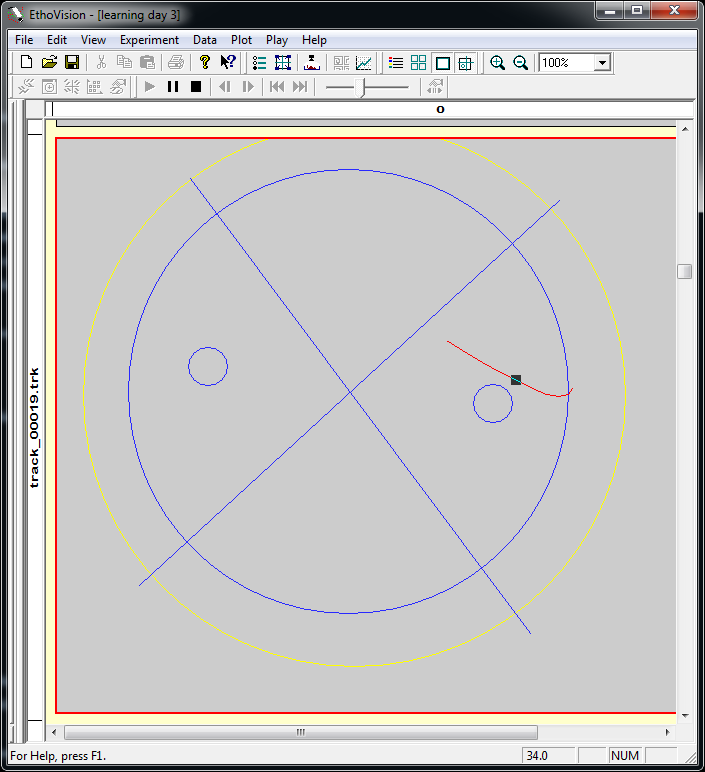 EthoVision - [learning day 3]
File Edit View Experiment Data Plot Play Help
100%
O
track_00019.trk
For Help, press F1.
34.0
NUM